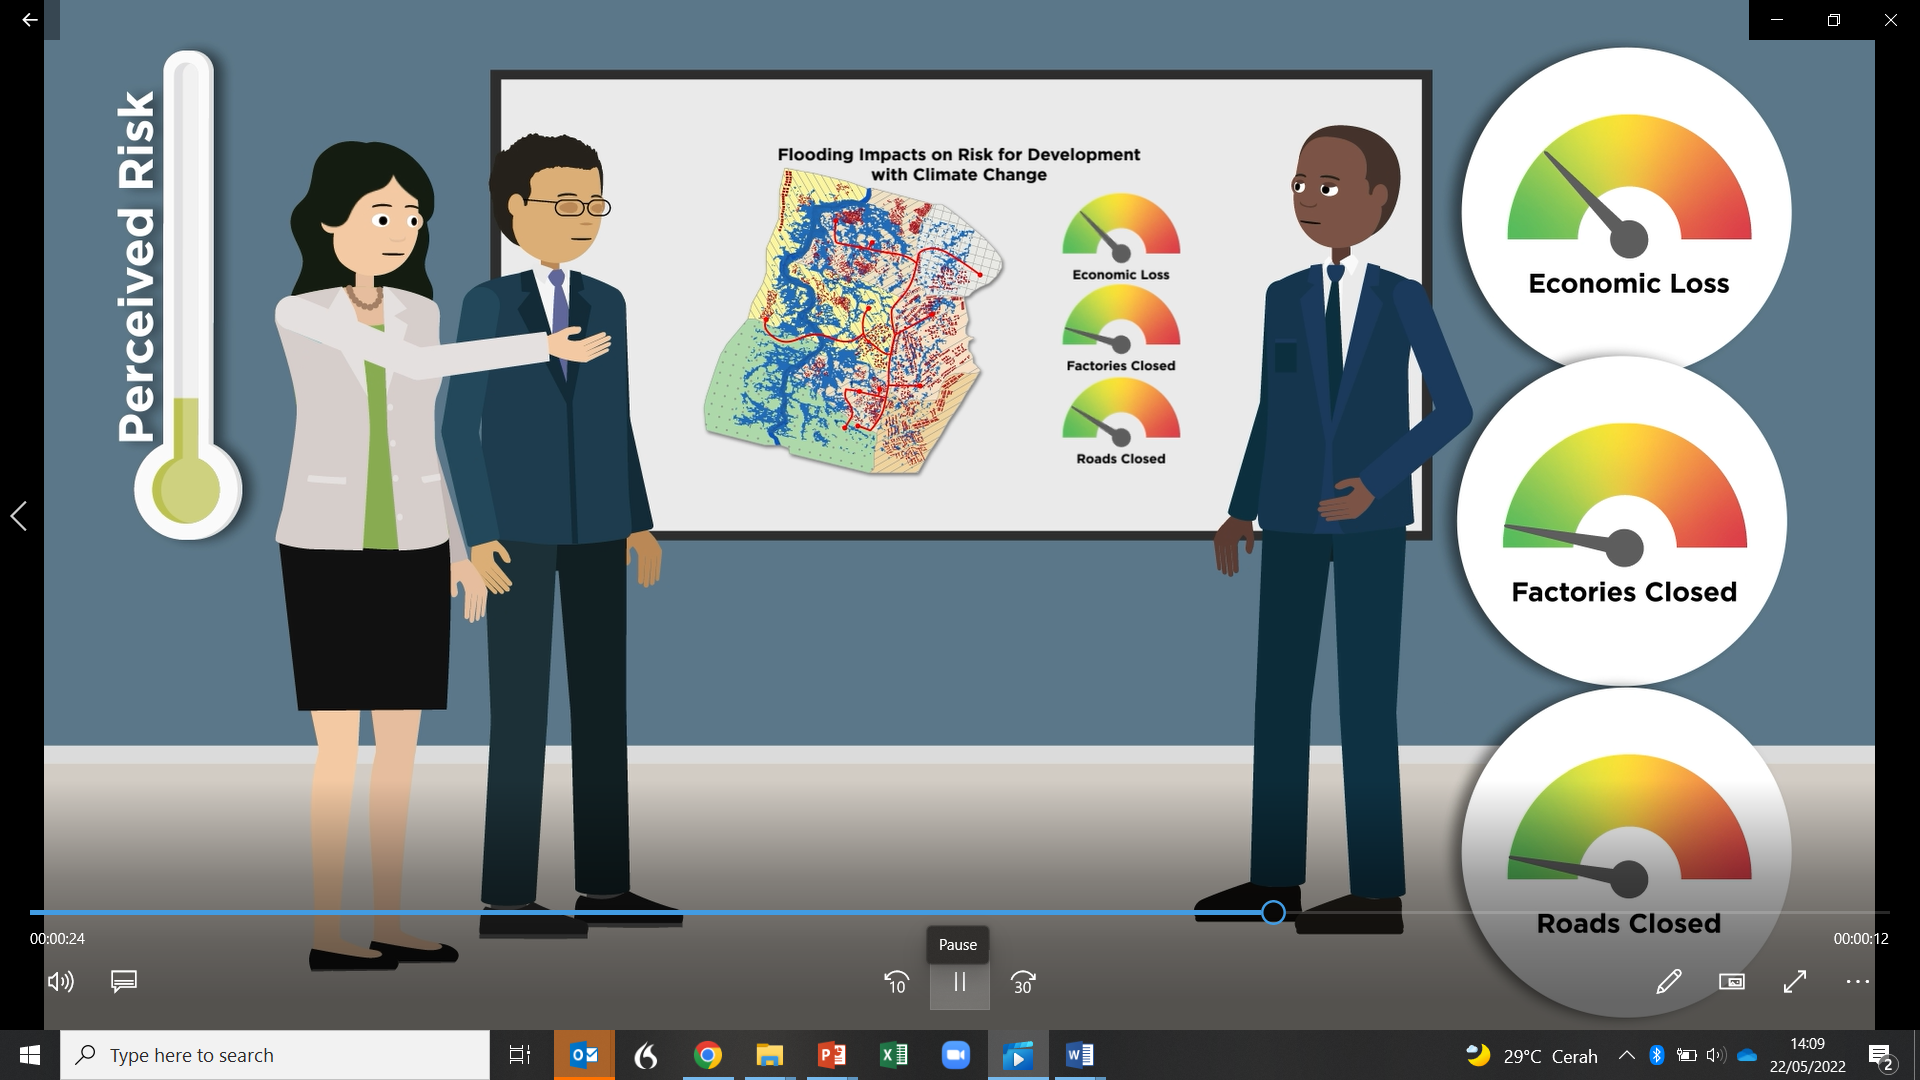 Perceived Risk
Flooding Impacts on Risk for Development
with Climate Change
Economic Loss
Factories Closed
Roads Closed
Economic Loss
Factories Closed
Roads Closed
00:00:24
Pause
00:00:12
10
30
Type here to search
29°C Cerah
14:09
22/05/2022
2